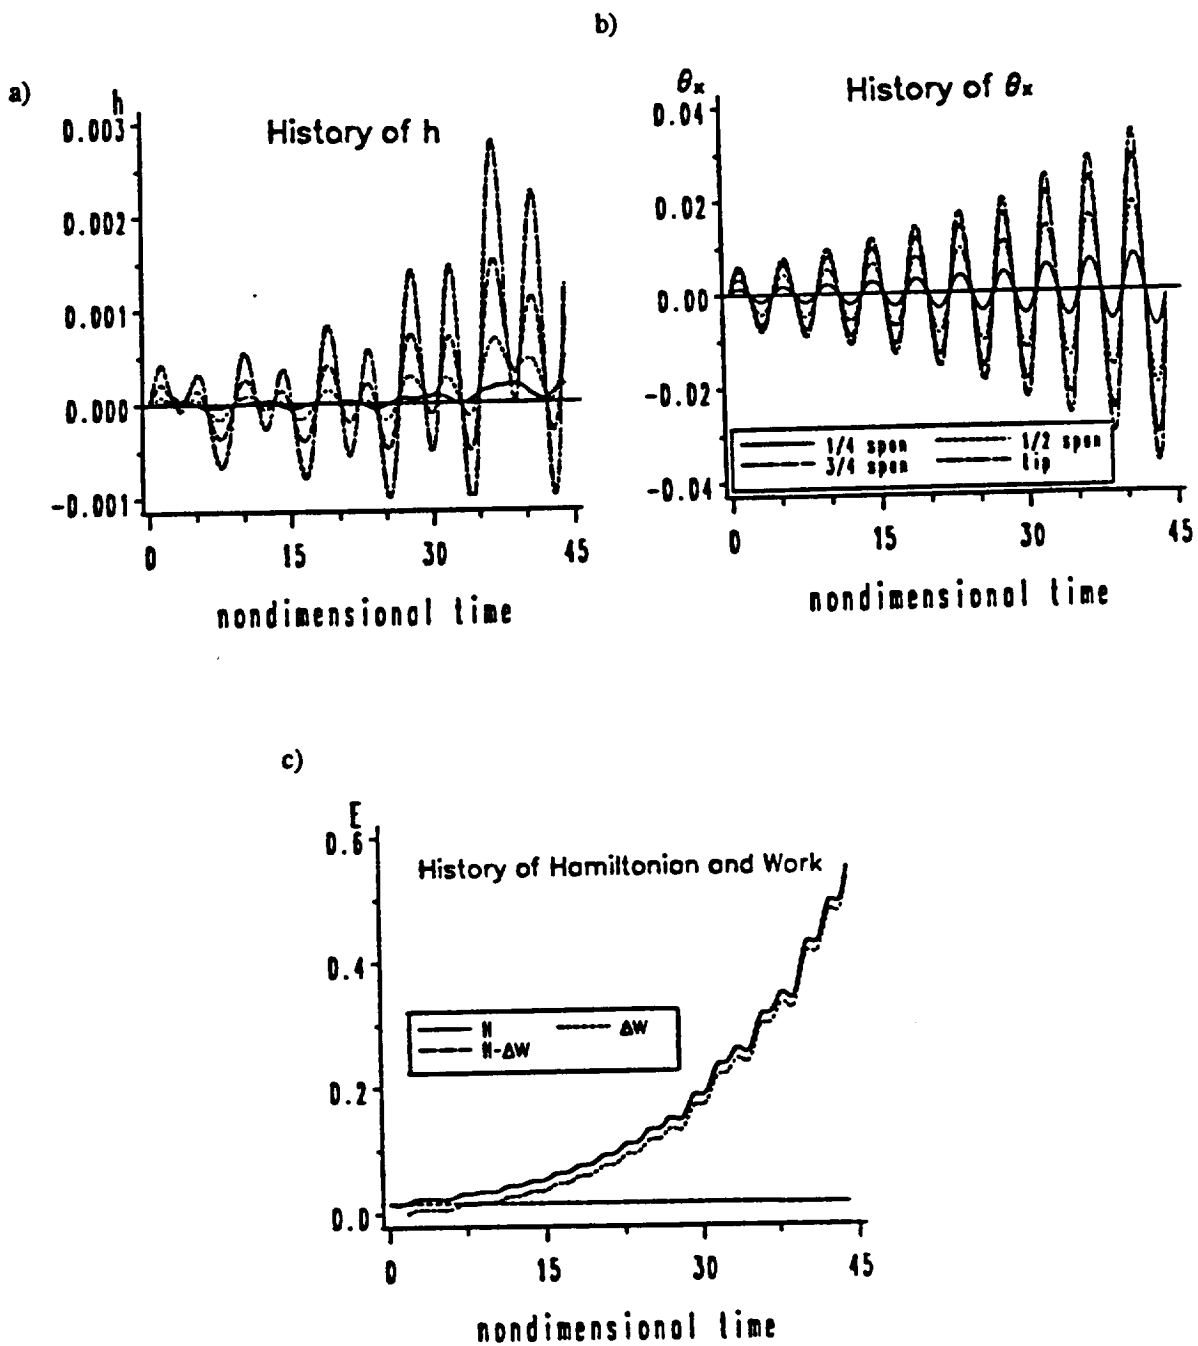 a)
h
History of h
0.003
0.002
0.001
0.000
-0.001
0
15
30
45
nondimensional time
b)
θx
History of θx
0.04
0.02
0.00
-0.02
-0.04
1/4 span
1/2 span
3/4 span
tip
0
15
30
45
nondimensional time
c)
E
History of Hamiltonian and Work
0.6
0.4
0.2
0.0
H
ΔW
H-ΔW
0
15
30
45
nondimensional time